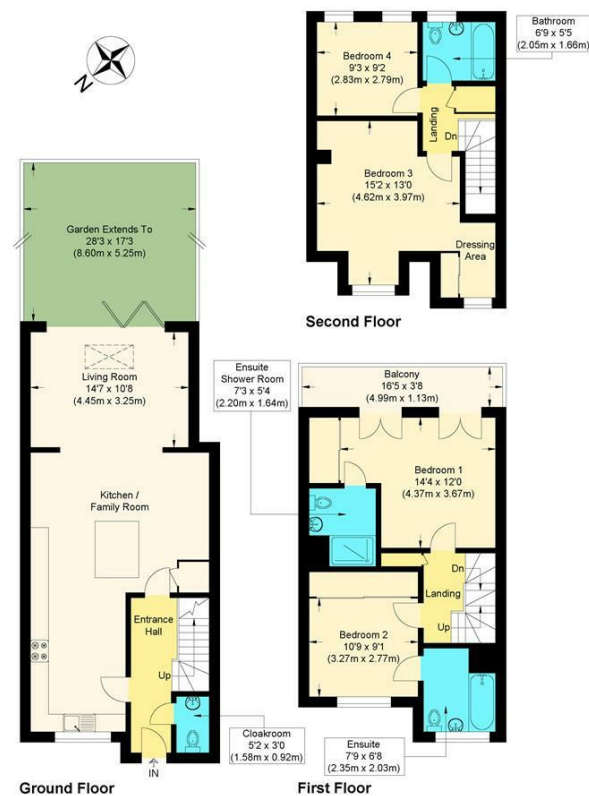 N
Garden Extends To
28'3 x 17'3
(8.60m x 5.25m)
Living Room
14'7 x 10'8
(4.45m x 3.25m)
Kitchen /
Family Room
Entrance
Hall
Up
Cloakroom
5'2 x 3'0
(1.58m x 0.92m)
IN
Ground Floor
Bathroom
6'9 x 5'5
(2.05m x 1.66m)
Bedroom 4
9'3 x 9'2
(2.83m x 2.79m)
Landing
Dn
Bedroom 3
15'2 x 13'0
(4.62m x 3.97m)
Dressing
Area
Second Floor
Ensuite
Shower Room
7'3 x 5'4
(2.20m x 1.64m)
Balcony
16'5 x 3'8
(4.99m x 1.13m)
Bedroom 1
14'4 x 12'0
(4.37m x 3.67m)
Dn
Landing
Up
Bedroom 2
10'9 x 9'1
(3.27m x 2.77m)
Ensuite
7'9 x 6'8
(2.35m x 2.03m)
First Floor